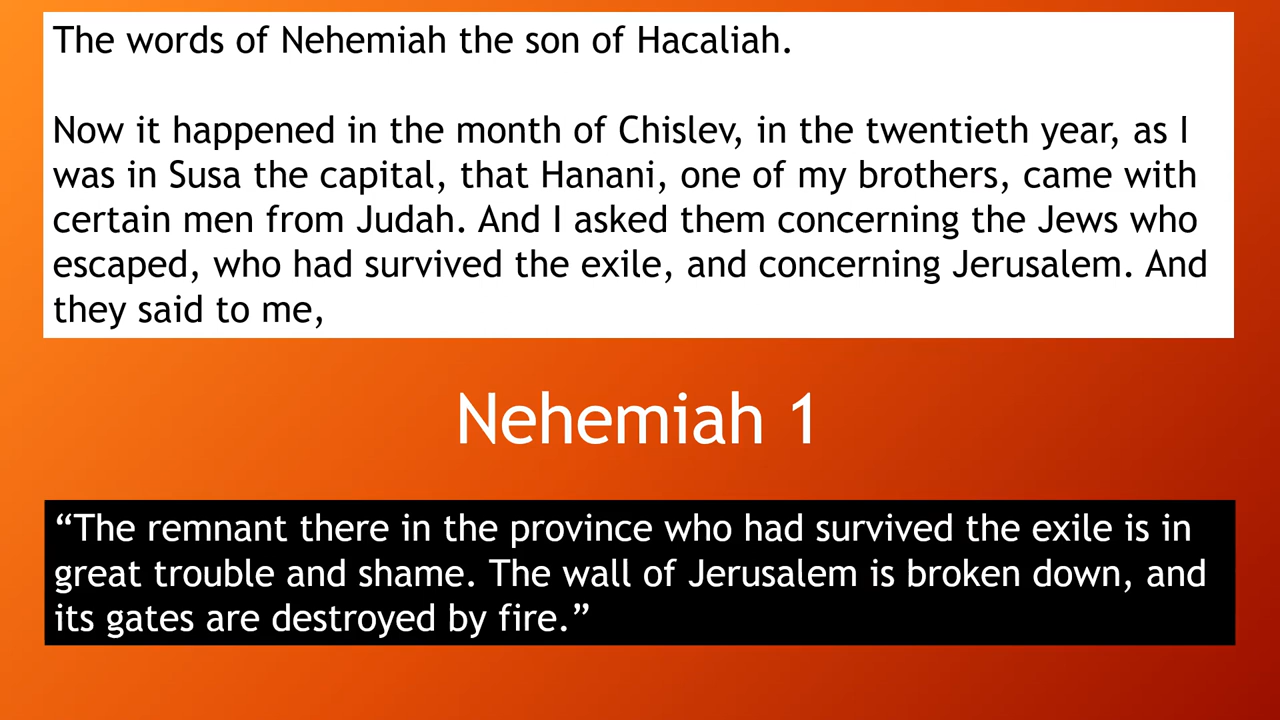 The words of Nehemiah the son of Hacaliah.
Now it happened in the month of Chislev, in the twentieth year, as I
was in Susa the capital, that Hanani, one of my brothers, came with
certain men from Judah. And I asked them concerning the Jews who
escaped, who had survived the exile, and concerning Jerusalem. And
they said to me,
Nehemiah 1
“The remnant there in the province who had survived the exile is in
great trouble and shame. The wall of Jerusalem is broken down, and
its gates are destroyed by fire.”